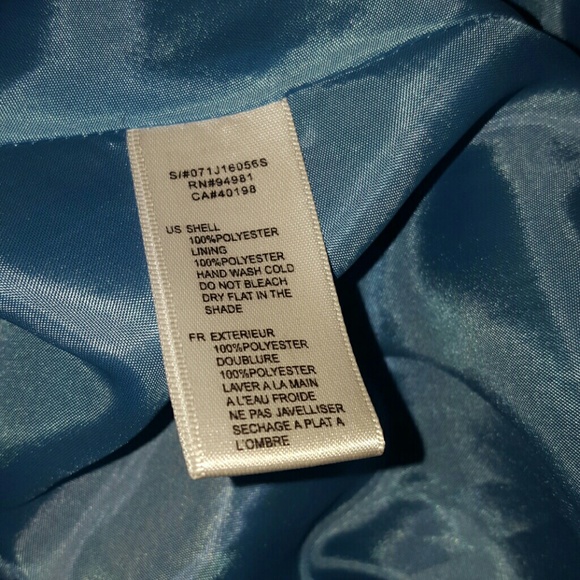 S/#071J16056S
RN#94981
CA#40198
US SHELL
100%POLYESTER
LINING
100%POLYESTER
HAND WASH COLD
DO NOT BLEACH
DRY FLAT IN THE
SHADE
FR EXTERIEUR
100%POLYESTER
DOUBLURE
100%POLYESTER
LAVER A LA MAIN
A L'EAU FROIDE
NE PAS JAVELLISER
SECHAGE A PLAT A
L'OMBRE